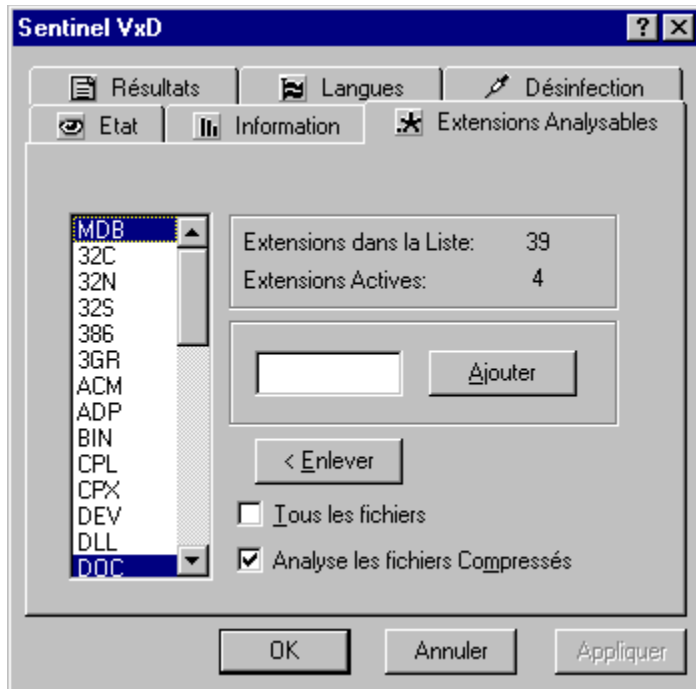 Sentinel VxD
Résultats Langues Désinfection
Etat Information Extensions Analysables
MDB
32C
32N
32S
386
3GR
ACM
ADP
BIN
CPL
CPX
DEV
DLL
DOC
Extensions dans la Liste: 39
Extensions Actives: 4
Ajouter
< Enlever
Tous les fichiers
Analyse les fichiers Compressés
OK Annuler Appliquer